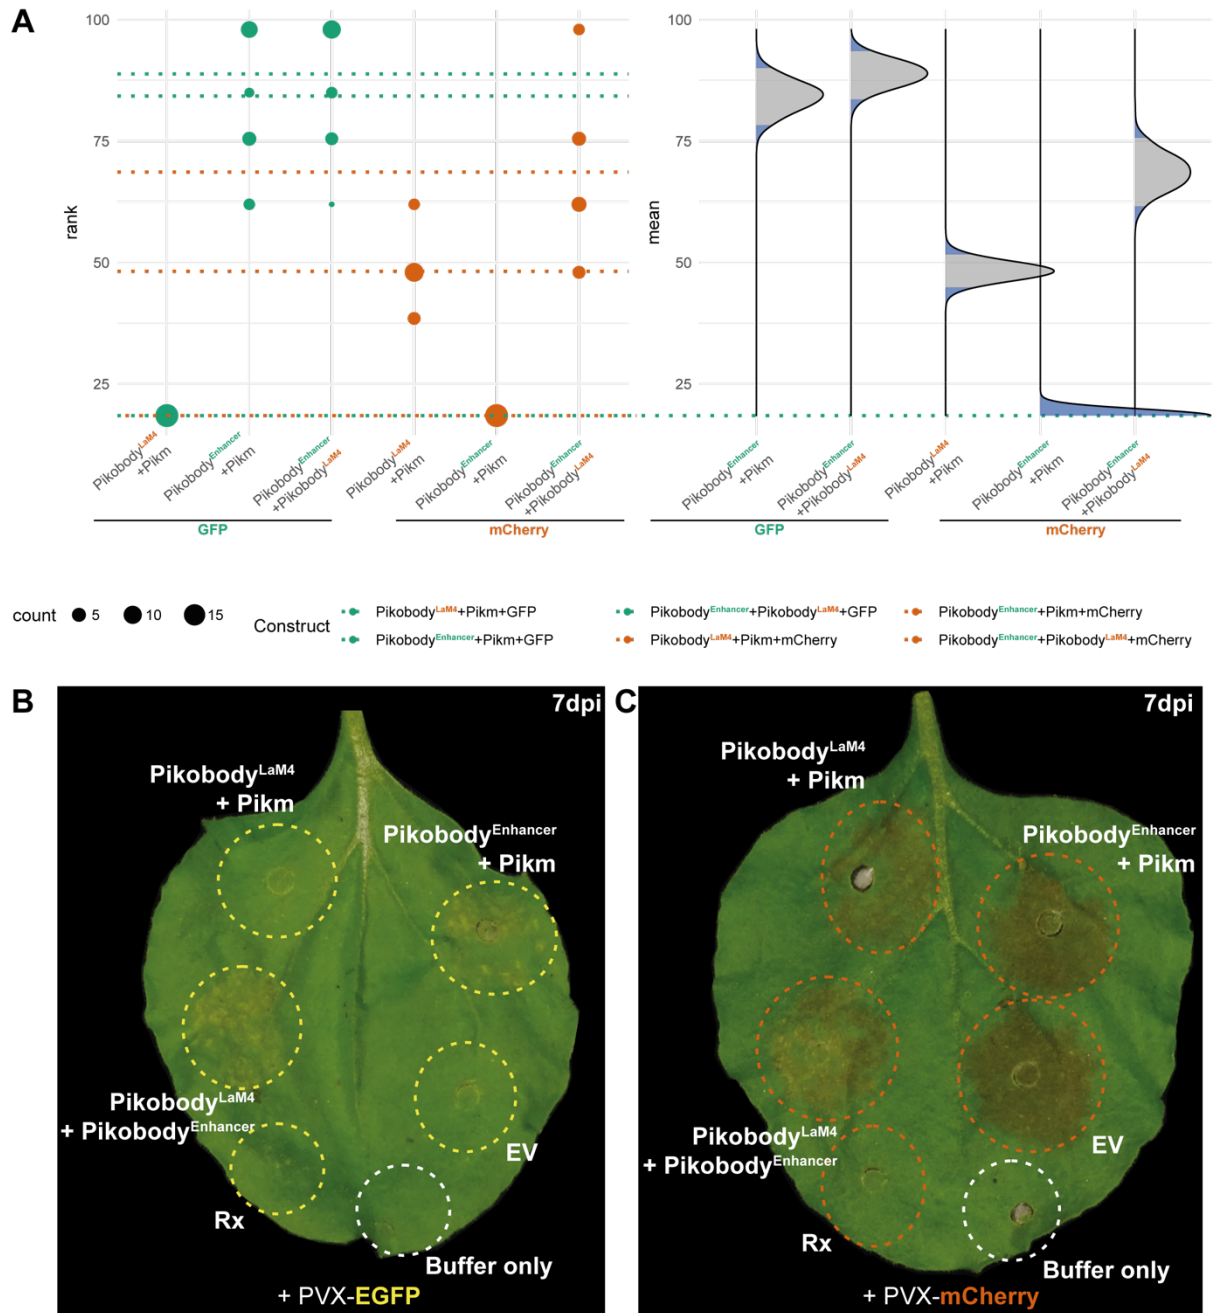 A
100
75
50
25
rank
Pikobody^LaM4
+Pikm
Pikobody^Enhancer
+Pikm
Pikobody^Enhancer
+Pikobody^LaM4
Pikobody^LaM4
+Pikm
Pikobody^Enhancer
+Pikm
Pikobody^Enhancer
+Pikobody^LaM4
GFP
mCherry
100
75
50
25
mean
Pikobody^Enhancer
+Pikm
Pikobody^Enhancer
+Pikobody^LaM4
Pikobody^LaM4
+Pikm
Pikobody^Enhancer
+Pikm
Pikobody^Enhancer
+Pikobody^LaM4
GFP
mCherry
count 5 10 15
Construct
Pikobody^LaM4+Pikm+GFP
Pikobody^Enhancer+Pikm+GFP
Pikobody^Enhancer+Pikobody^LaM4+GFP
Pikobody^LaM4+Pikm+mCherry
Pikobody^Enhancer+Pikm+mCherry
Pikobody^Enhancer+Pikobody^LaM4+mCherry
B
7dpi
Pikobody^LaM4
+ Pikm
Pikobody^Enhancer
+ Pikm
Pikobody^LaM4
+ Pikobody^Enhancer
EV
Rx
Buffer only
+ PVX-EGFP
C
7dpi
Pikobody^LaM4
+ Pikm
Pikobody^Enhancer
+ Pikm
Pikobody^LaM4
+ Pikobody^Enhancer
EV
Rx
Buffer only
+ PVX-mCherry